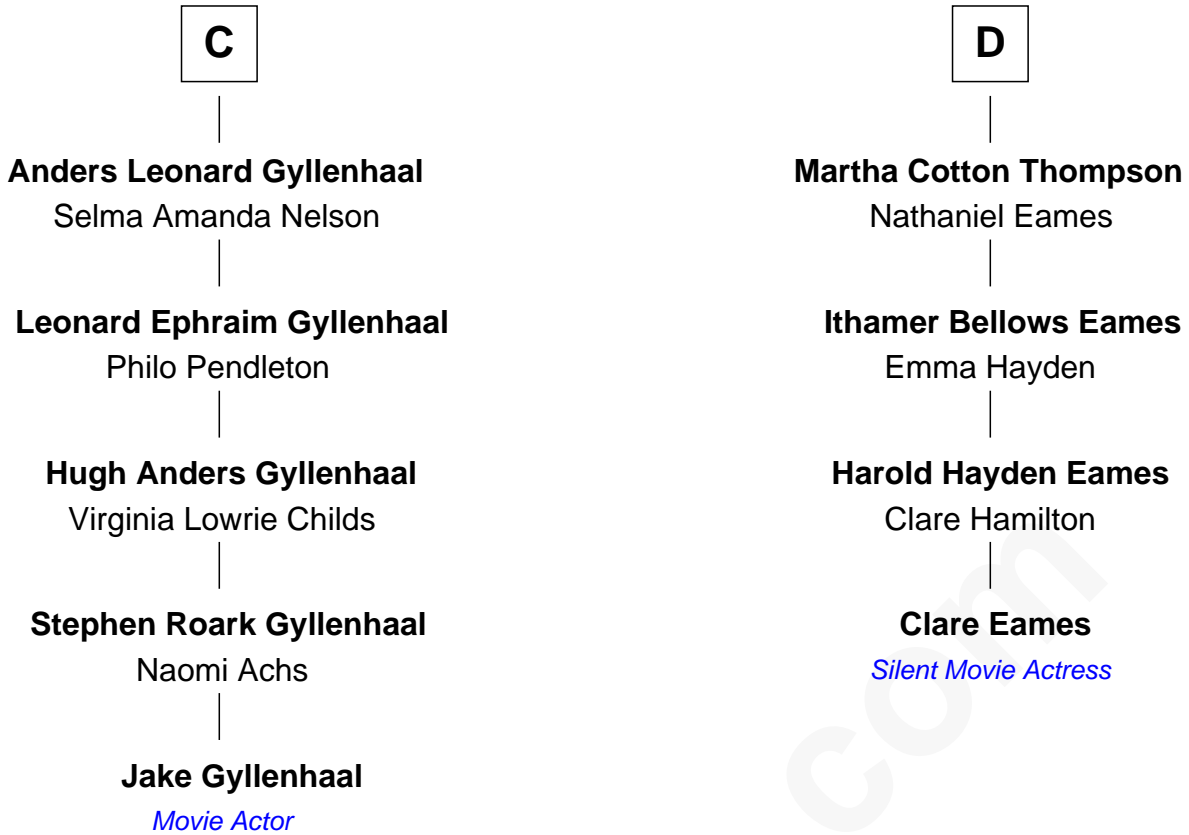 C
Anders Leonard Gyllenhaal
Selma Amanda Nelson
Leonard Ephraim Gyllenhaal
Philo Pendleton
Hugh Anders Gyllenhaal
Virginia Lowrie Childs
Stephen Roark Gyllenhaal
Naomi Achs
Jake Gyllenhaal
Movie Actor
D
Martha Cotton Thompson
Nathaniel Eames
Ithamer Bellows Eames
Emma Hayden
Harold Hayden Eames
Clare Hamilton
Clare Eames
Silent Movie Actress
com